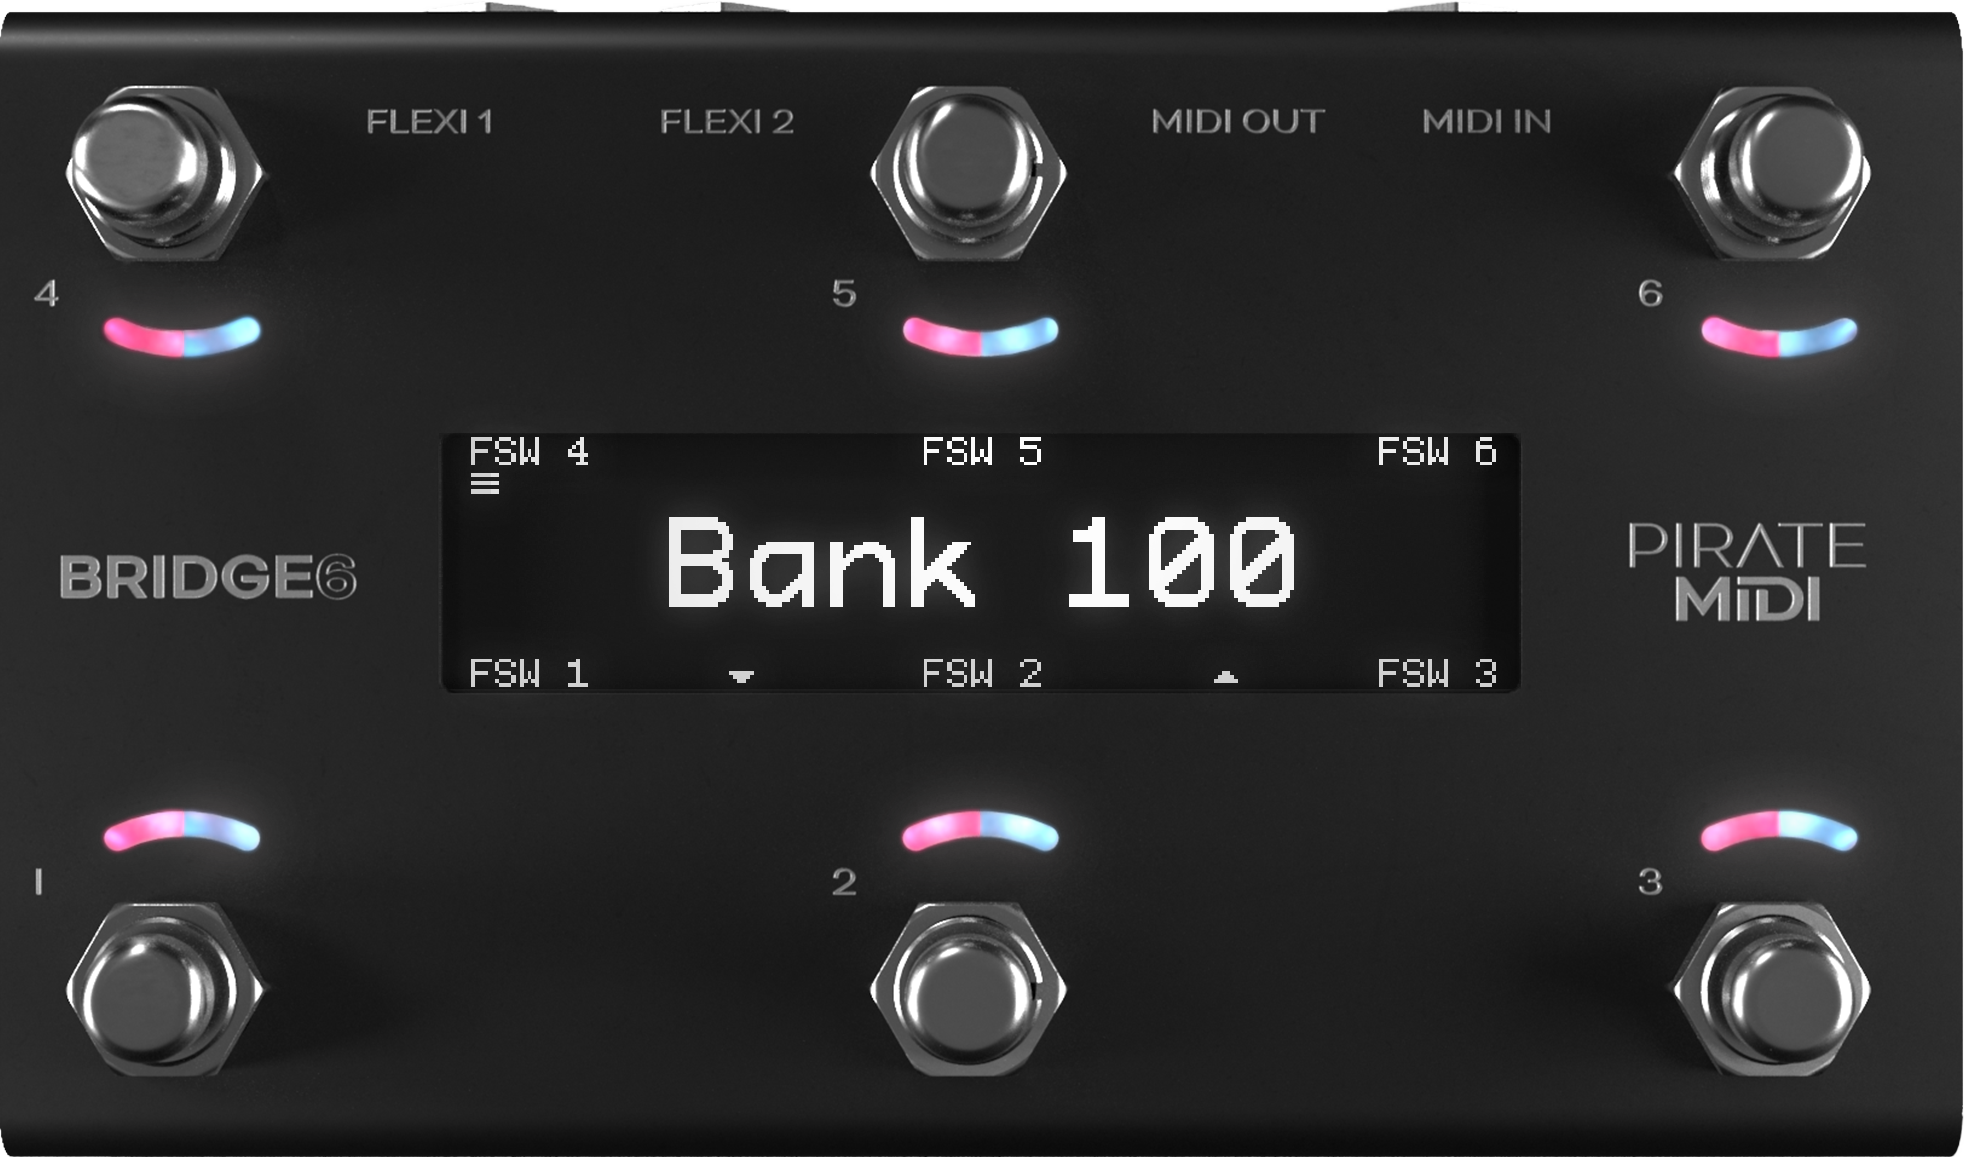 FLEXI 1 FLEXI 2 MIDI OUT MIDI IN
4 5 6
FSW 4 FSW 5 FSW 6
Bank 100
BRIDGE6
PIRATE
MiDI
FSW 1 FSW 2 FSW 3
1 2 3